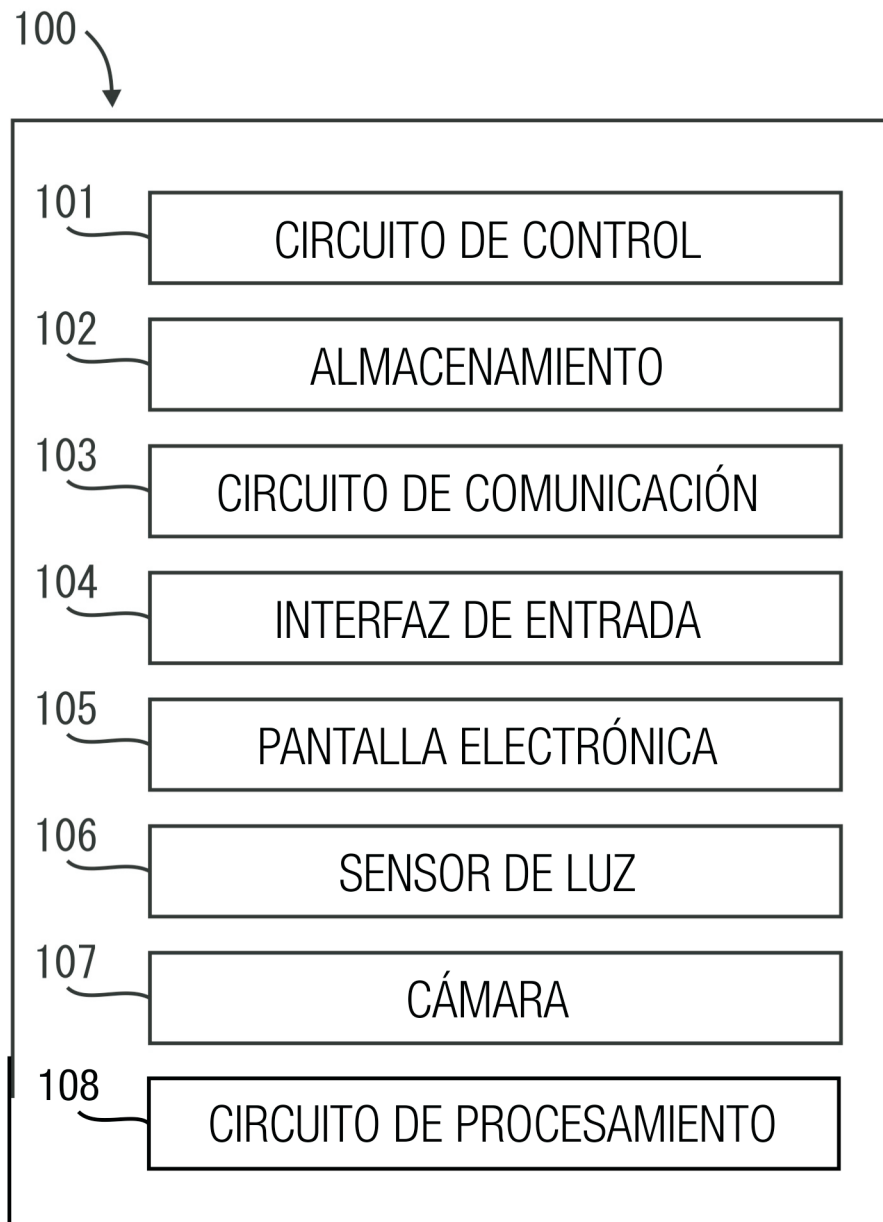 100
101
CIRCUITO DE CONTROL
102
ALMACENAMIENTO
103
CIRCUITO DE COMUNICACIÓN
104
INTERFAZ DE ENTRADA
105
PANTALLA ELECTRÓNICA
106
SENSOR DE LUZ
107
CÁMARA
108
CIRCUITO DE PROCESAMIENTO